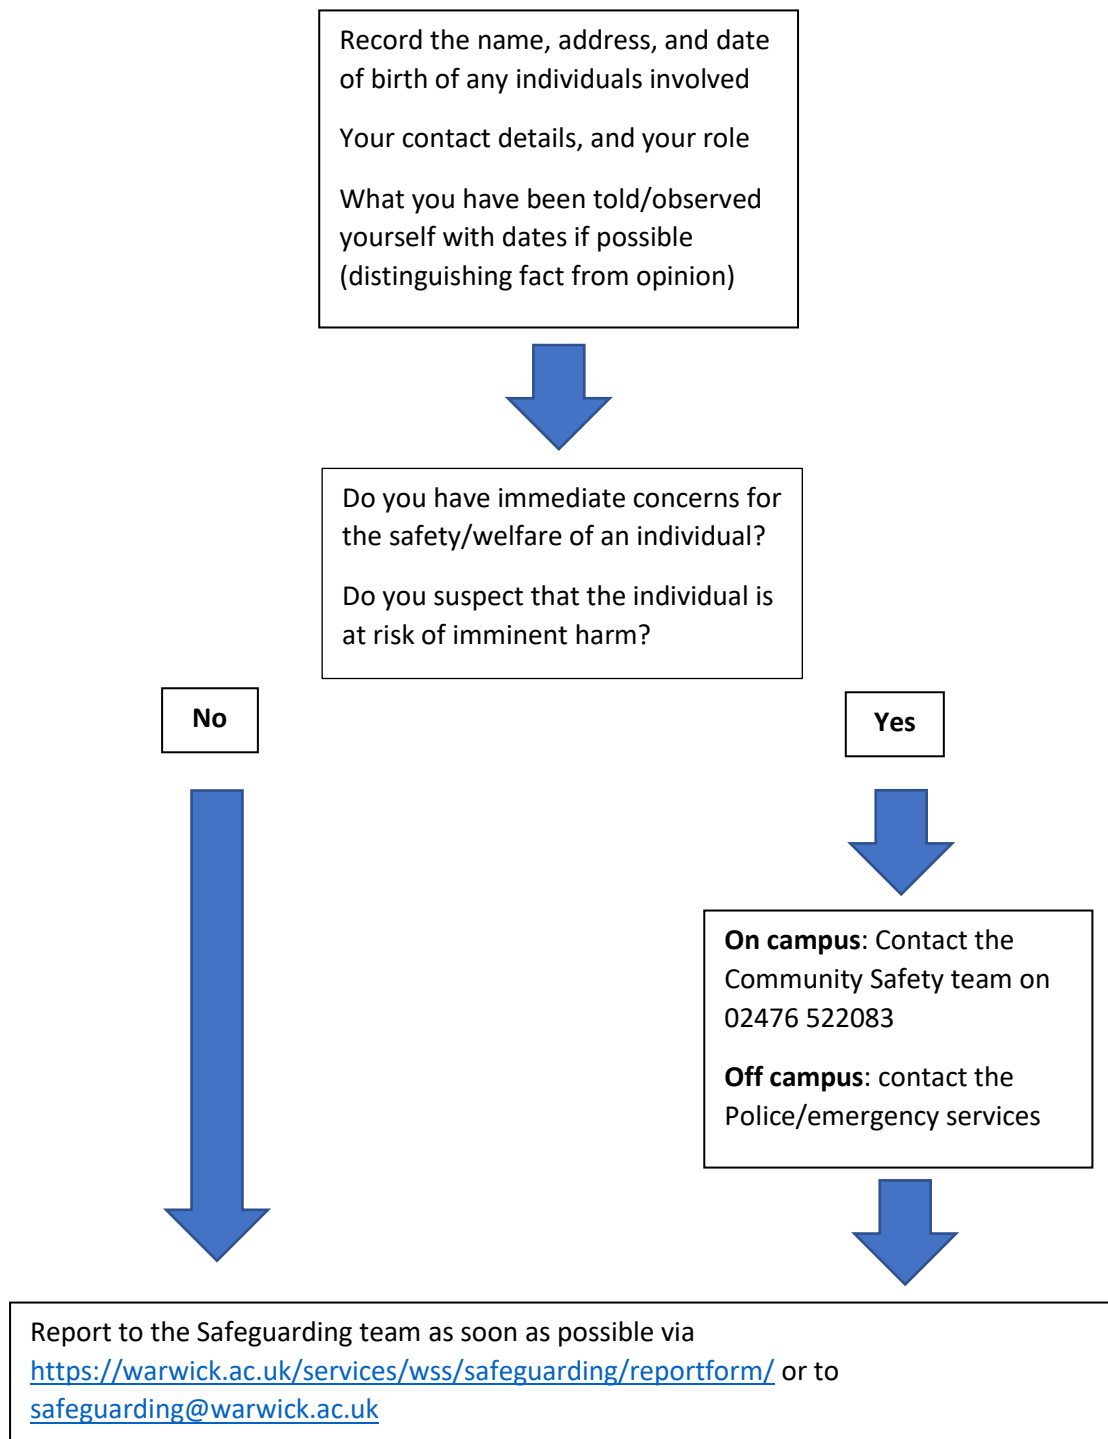 Record the name, address, and date
of birth of any individuals involved
Your contact details, and your role
What you have been told/observed
yourself with dates if possible
(distinguishing fact from opinion)
Do you have immediate concerns for
the safety/welfare of an individual?
Do you suspect that the individual is
at risk of imminent harm?
No
Yes
On campus: Contact the
Community Safety team on
02476 522083
Off campus: contact the
Police/emergency services
Report to the Safeguarding team as soon as possible via
https://warwick.ac.uk/services/wss/safeguarding/reportform/ or to
safeguarding@warwick.ac.uk